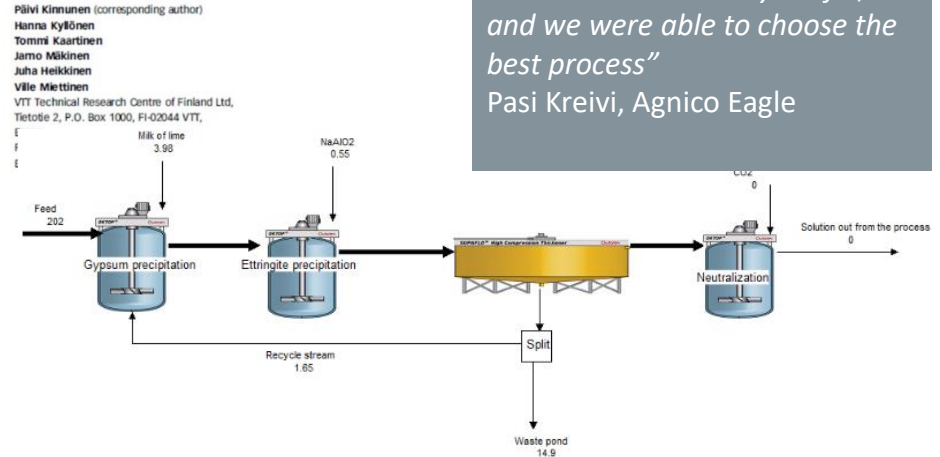 Päivi Kinnunen (corresponding author)
Hanna Kyllönen
Tommi Kaartinen
Jarno Mäkinen
Juha Heikkinen
Ville Miettinen
VTT Technical Research Centre of Finland Ltd,
Tietotie 2, P.O. Box 1000, FI-02044 VTT,
and we were able to choose the
best process”
Pasi Kreivi, Agnico Eagle
Milk of lime
3.98
NaAlO2
0.55
CO2
0
Feed
202
Gypsum precipitation
Ettringite precipitation
High Compression Thickener
Neutralization
Solution out from the process
0
Split
Recycle stream
1.65
Waste pond
14.9